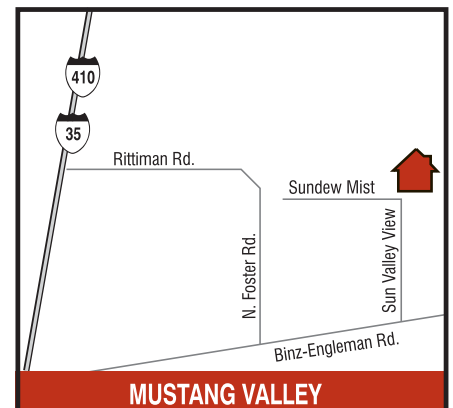 410
35
Rittiman Rd.
Sundew Mist
N. Foster Rd.
Sun Valley View
Binz-Engleman Rd.
MUSTANG VALLEY